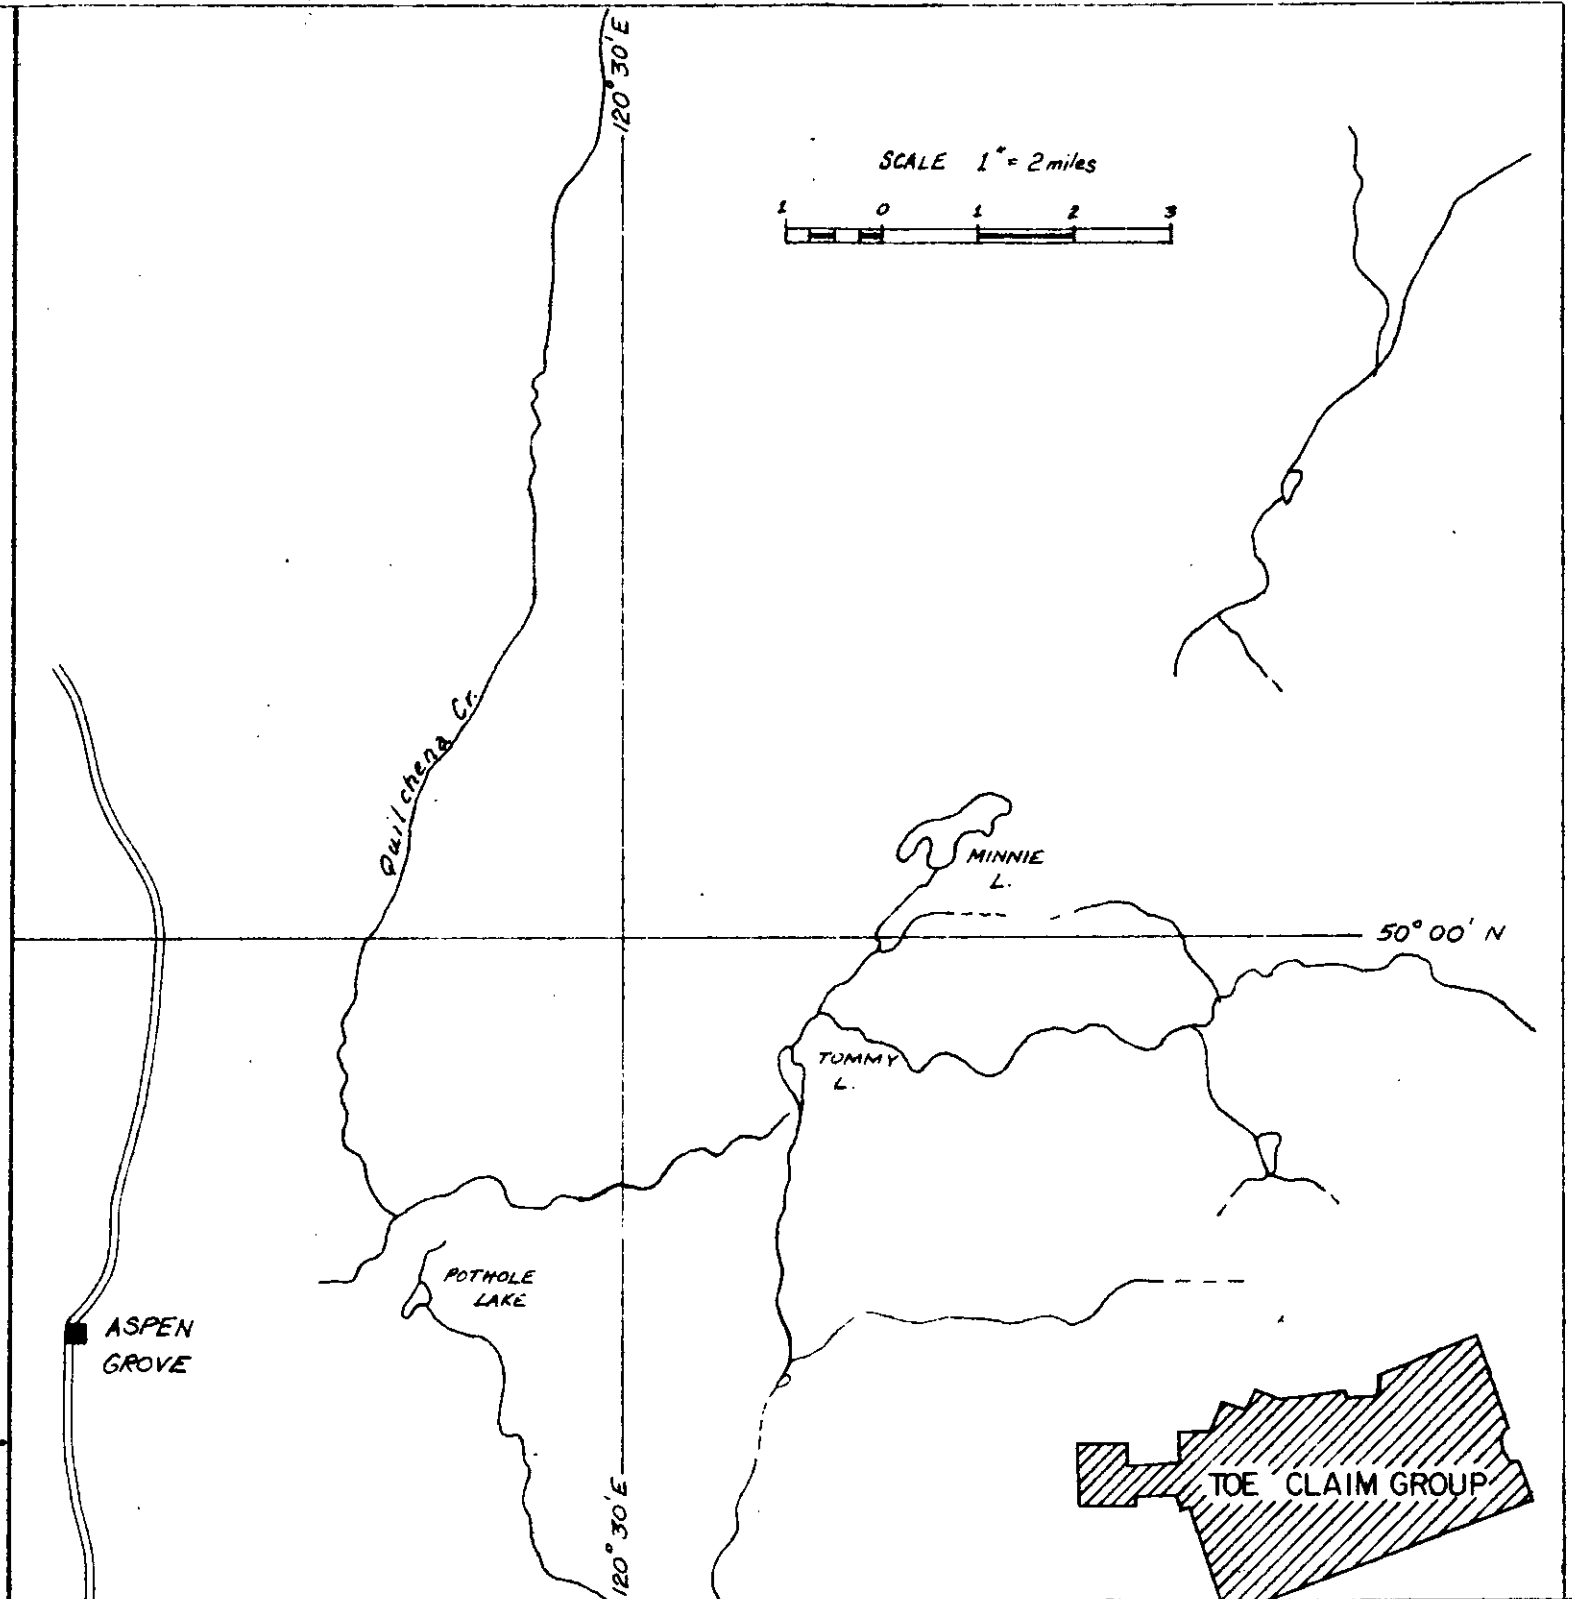 120° 30' E
SCALE 1" = 2 miles
1 0 1 2 3
Quilchena Cr.
MINNIE
L.
50° 00' N
TOMMY
L.
POTHOLE
LAKE
ASPEN
GROVE
TOE CLAIM GROUP
120° 30' E